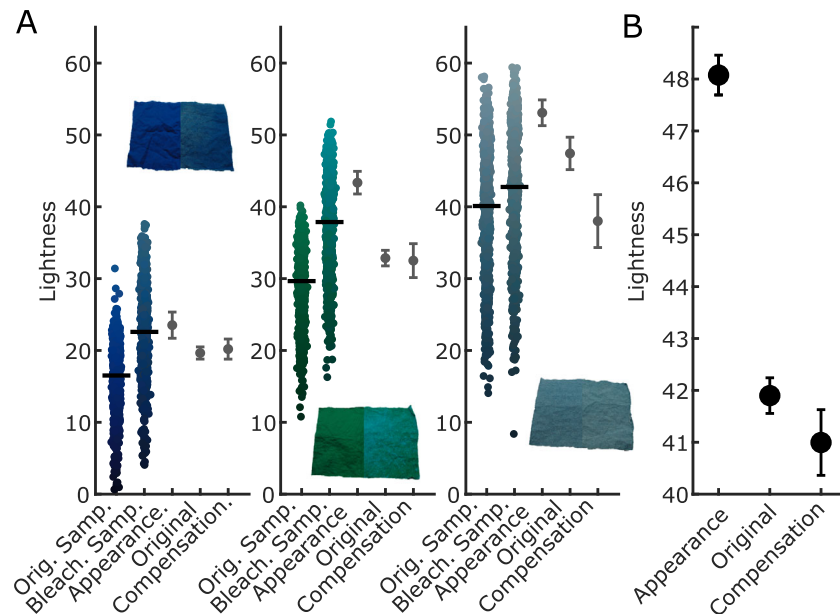 A
B
Lightness
60
50
40
30
20
10
0
Orig. Samp.
Bleach. Samp.
Appearance.
Original
Compensation.
60
50
40
30
20
10
0
Orig. Samp.
Bleach. Samp.
Appearance
Original
Compensation
60
50
40
30
20
10
0
Orig. Samp.
Bleach. Samp.
Appearance
Original
Compensation
Lightness
48
47
46
45
44
43
42
41
40
Appearance
Original
Compensation